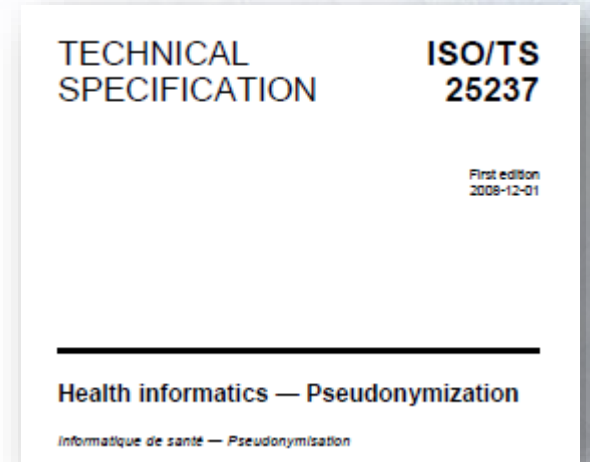 TECHNICAL
SPECIFICATION
ISO/TS
25237
First edition
2008-12-01
Health informatics — Pseudonymization
Informatique de santé — Pseudonymisation